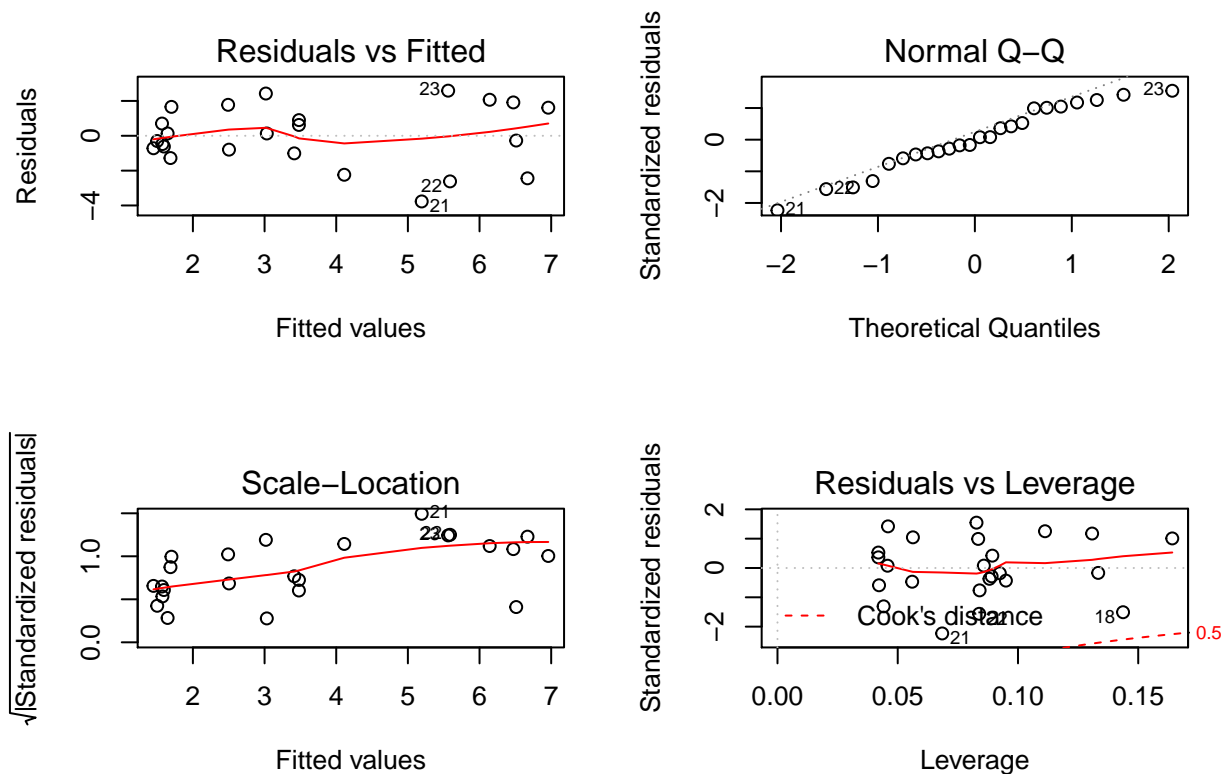 Residuals vs Fitted
Residuals
0
−4
23
22
21
2 3 4 5 6 7
Fitted values
Normal Q−Q
Standardized residuals
0
−2
21
22
23
−2 −1 0 1 2
Theoretical Quantiles
Scale−Location
√|Standardized residuals|
1.0
0.0
21
22
23
2 3 4 5 6 7
Fitted values
Residuals vs Leverage
Standardized residuals
2
0
−2
Cook's distance
21
22
18
0.5
0.00 0.05 0.10 0.15
Leverage